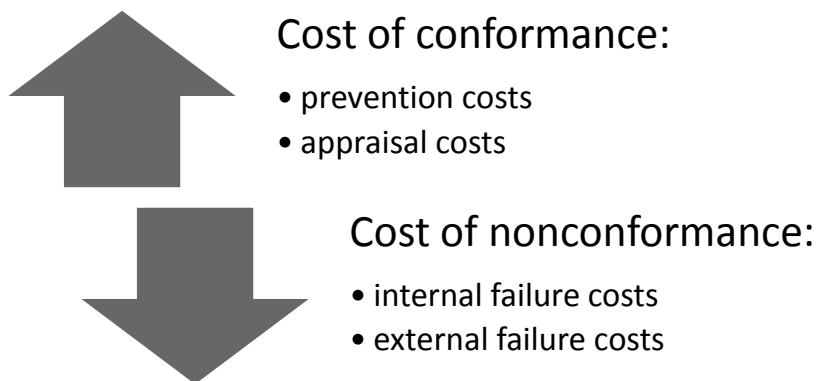 Cost of conformance:
• prevention costs
• appraisal costs
Cost of nonconformance:
• internal failure costs
• external failure costs